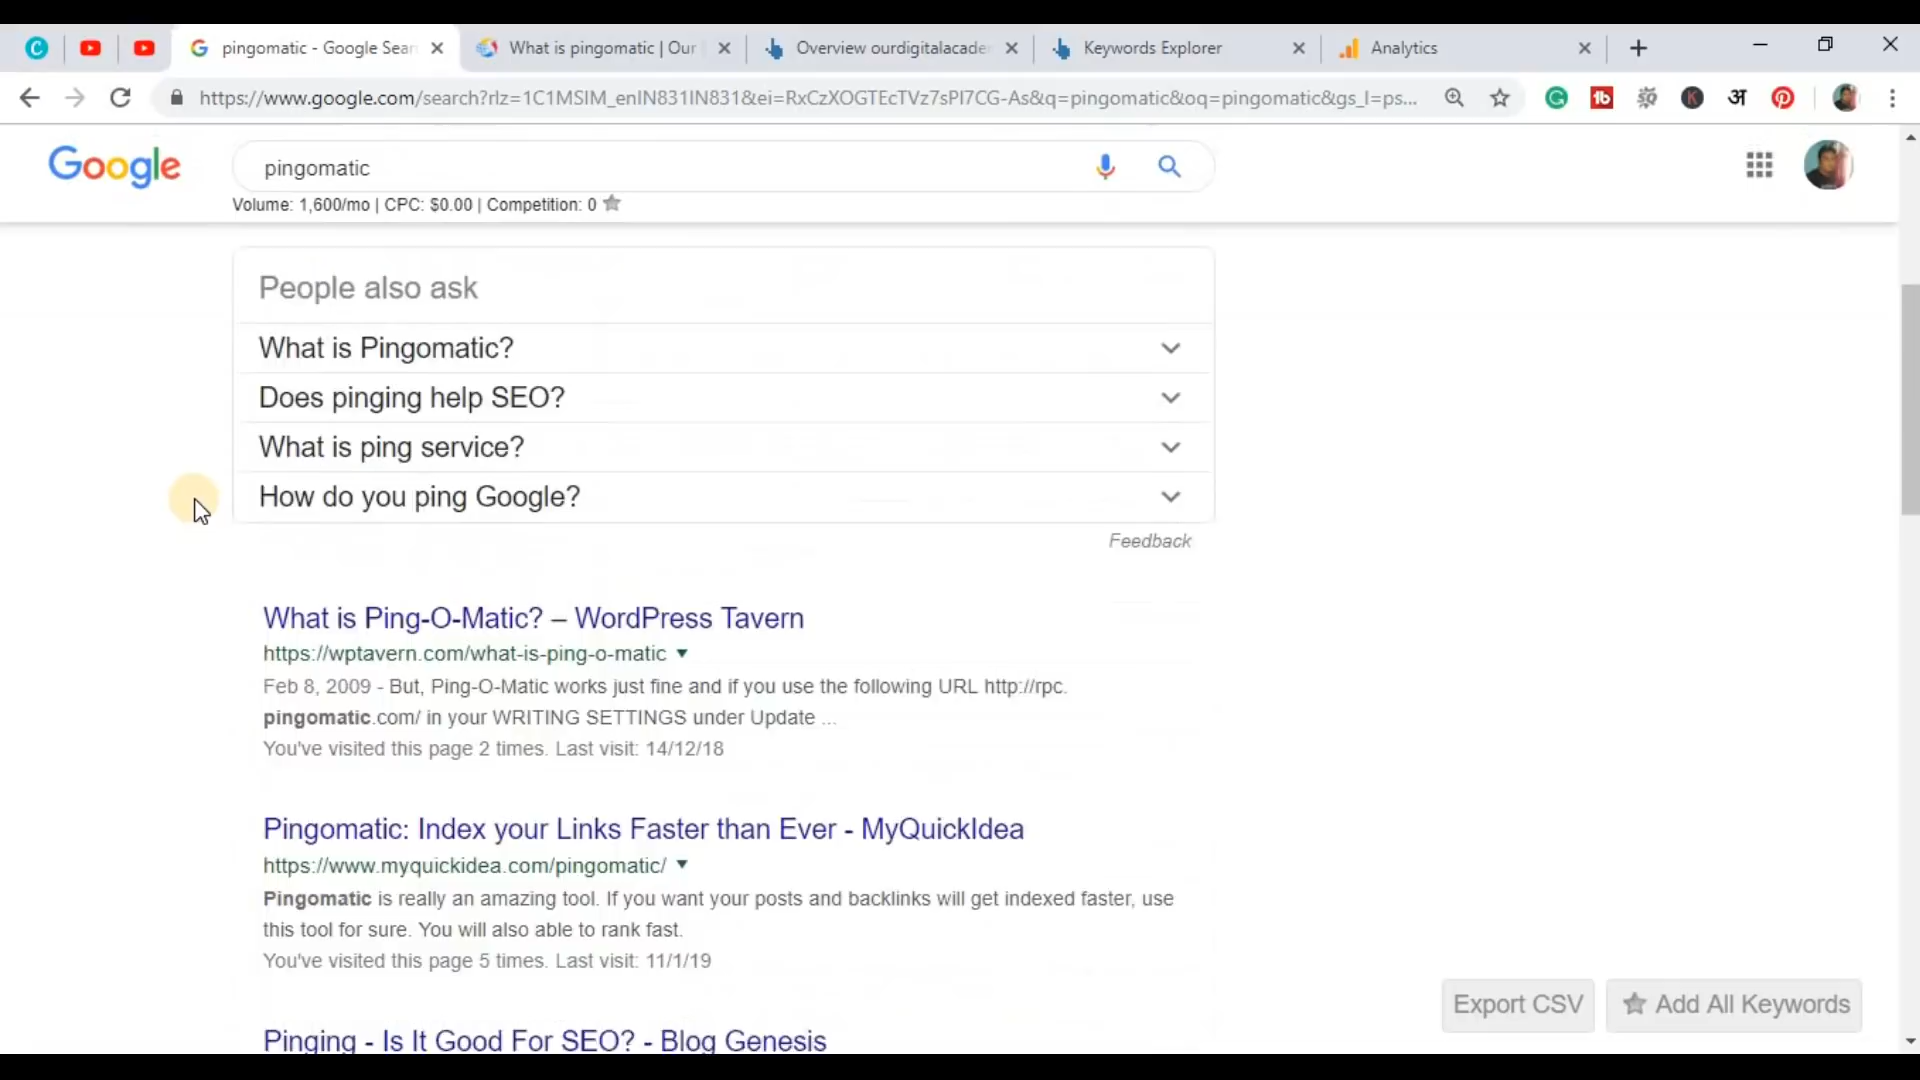 pingomatic - Google Sear
What is pingomatic | Our
Overview ourdigitalacade
Keywords Explorer
Analytics
https://www.google.com/search?rlz=1C1MSIM_enIN831IN831&ei=RxCzXOGTEcTVz7sPI7CG-As&q=pingomatic&oq=pingomatic&gs_l=ps...
Google
pingomatic
Volume: 1,600/mo | CPC: $0.00 | Competition: 0
People also ask
What is Pingomatic?
Does pinging help SEO?
What is ping service?
How do you ping Google?
Feedback
What is Ping-O-Matic? – WordPress Tavern
https://wptavern.com/what-is-ping-o-matic
Feb 8, 2009 - But, Ping-O-Matic works just fine and if you use the following URL http://rpc.
pingomatic.com/ in your WRITING SETTINGS under Update ...
You've visited this page 2 times. Last visit: 14/12/18
Pingomatic: Index your Links Faster than Ever - MyQuickIdea
https://www.myquickidea.com/pingomatic/
Pingomatic is really an amazing tool. If you want your posts and backlinks will get indexed faster, use
this tool for sure. You will also able to rank fast.
You've visited this page 5 times. Last visit: 11/1/19
Export CSV
Add All Keywords
Pinging - Is It Good For SEO? - Blog Genesis